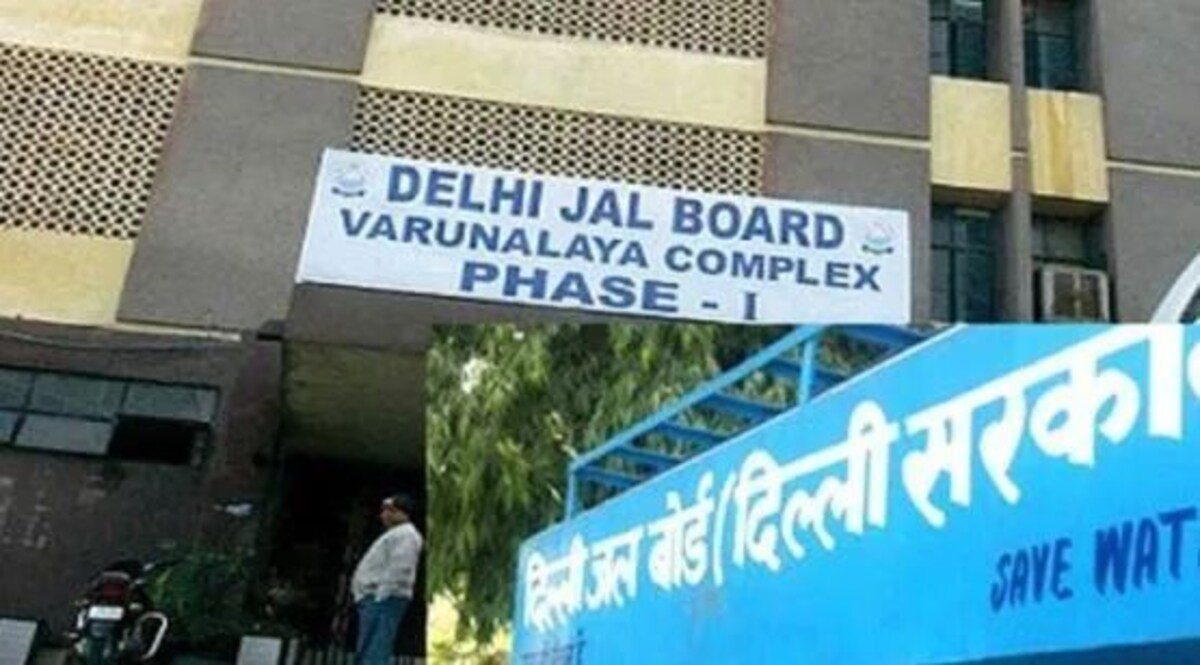 DELHI JAL BOARD
VARUNALAYA COMPLEX
PHASE - I
दिल्ली जल बोर्ड (दिल्ली सरका
SAVE WAT